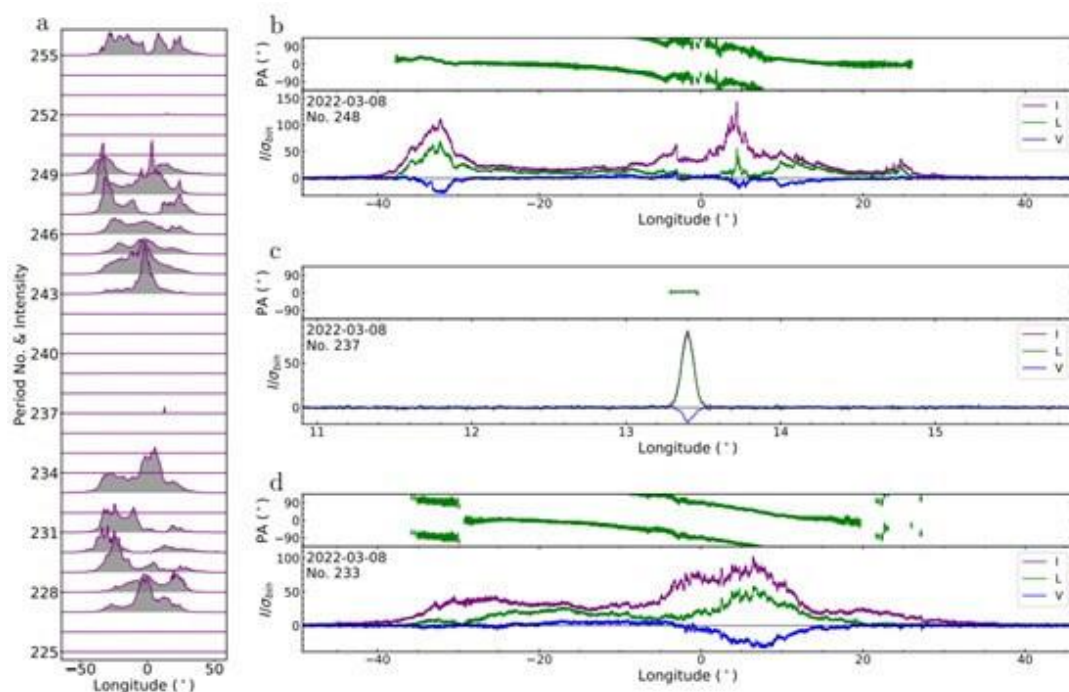 a
255
252
249
246
243
240
237
234
231
228
225
Period No. & Intensity
−50 0 50
Longitude (°)
b
90
0
−90
PA (°)
2022-03-08
No. 248
I
L
V
150
100
50
0
I/σbin
−40 −20 0 20 40
Longitude (°)
c
90
0
−90
PA (°)
2022-03-08
No. 237
I
L
V
50
0
I/σbin
11 12 13 14 15
Longitude (°)
d
90
0
−90
PA (°)
2022-03-08
No. 233
I
L
V
100
50
0
I/σbin
−40 −20 0 20 40
Longitude (°)